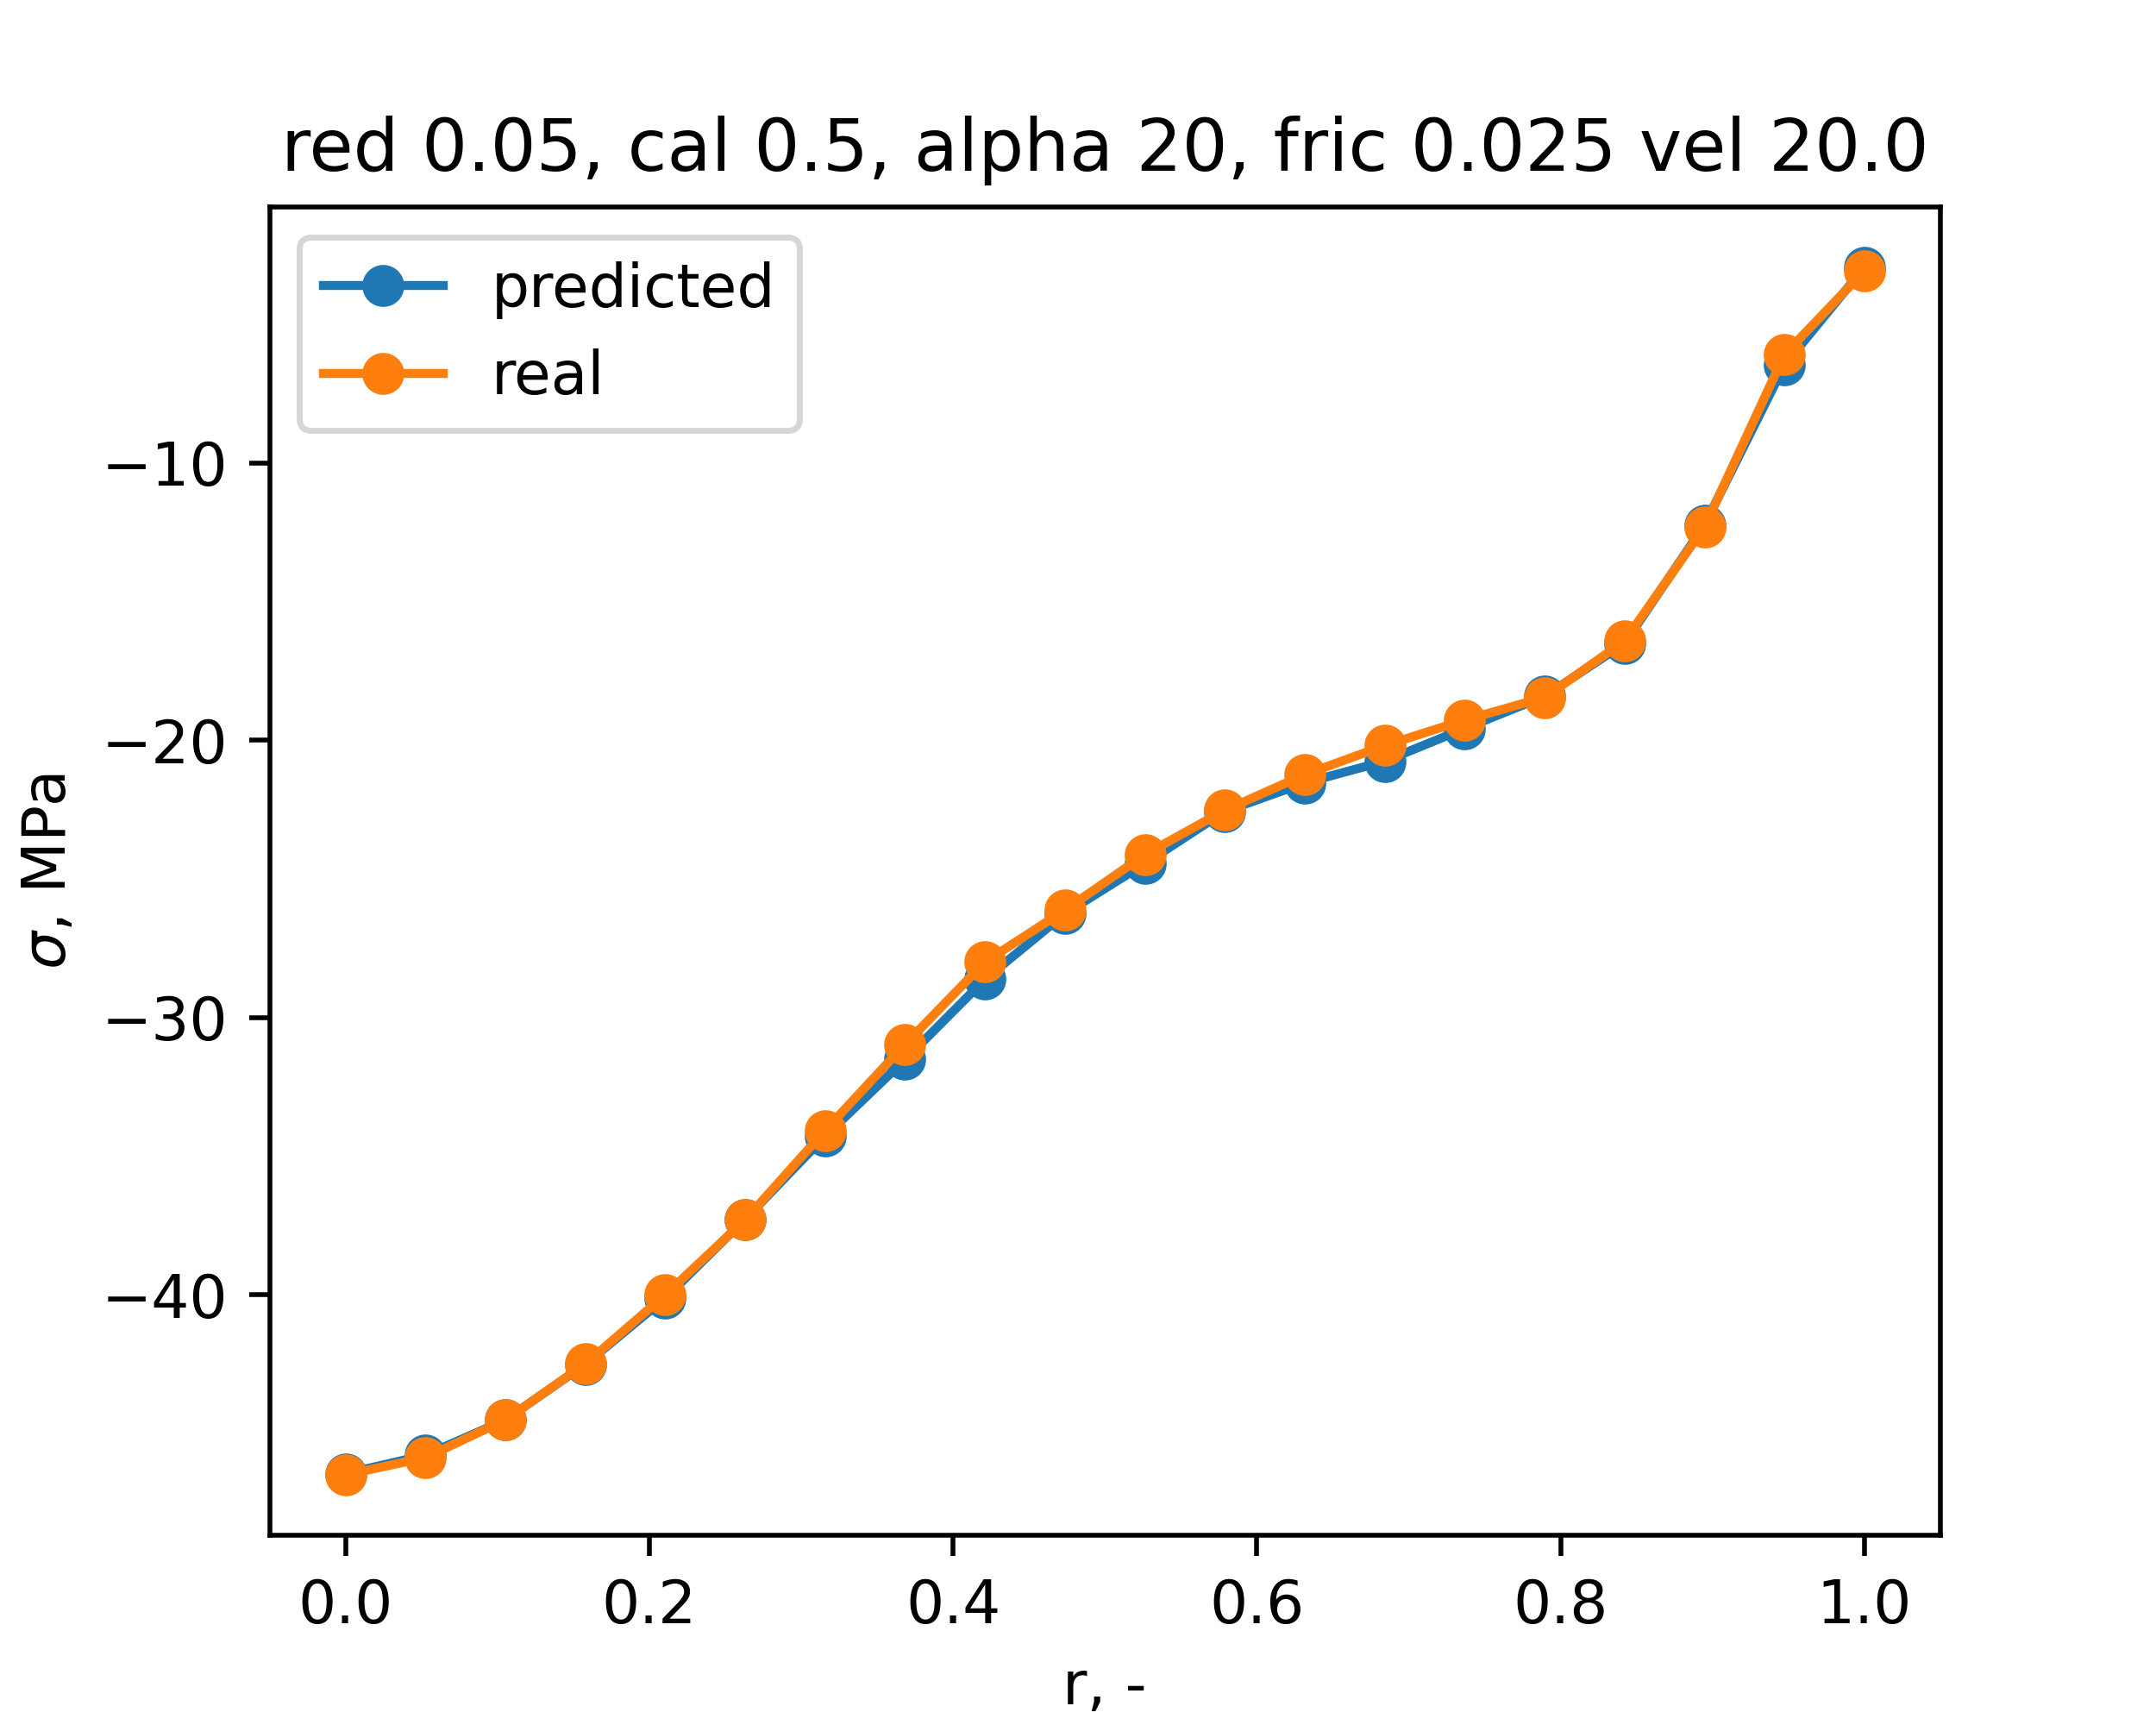 red 0.05, cal 0.5, alpha 20, fric 0.025 vel 20.0
predicted
real
−10
−20
−30
−40
σ, MPa
0.0 0.2 0.4 0.6 0.8 1.0
r, -